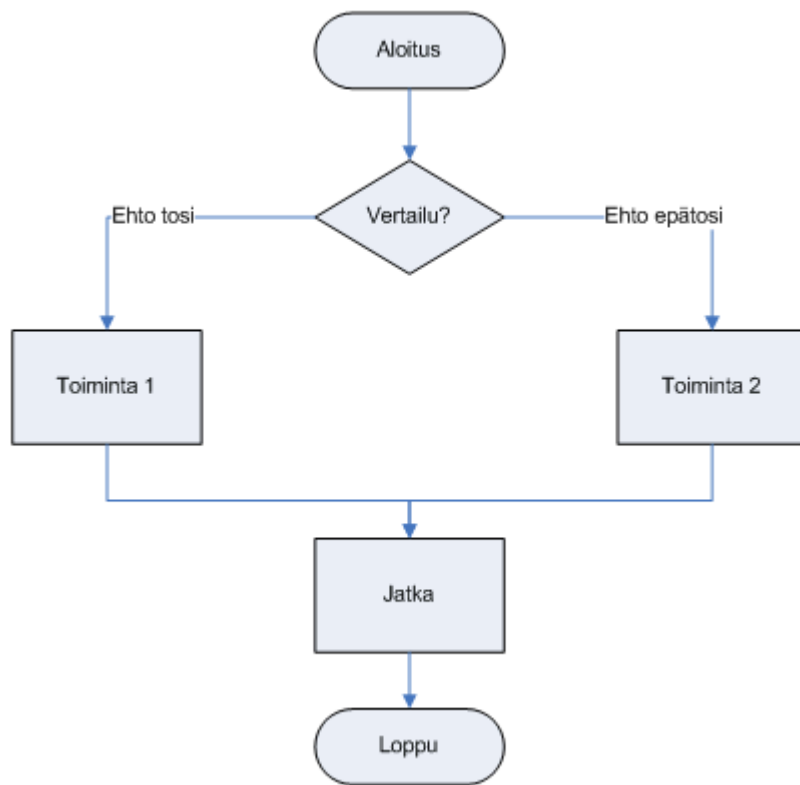 Aloitus
Vertailu?
Ehto tosi
Ehto epätosi
Toiminta 1
Toiminta 2
Jatka
Loppu